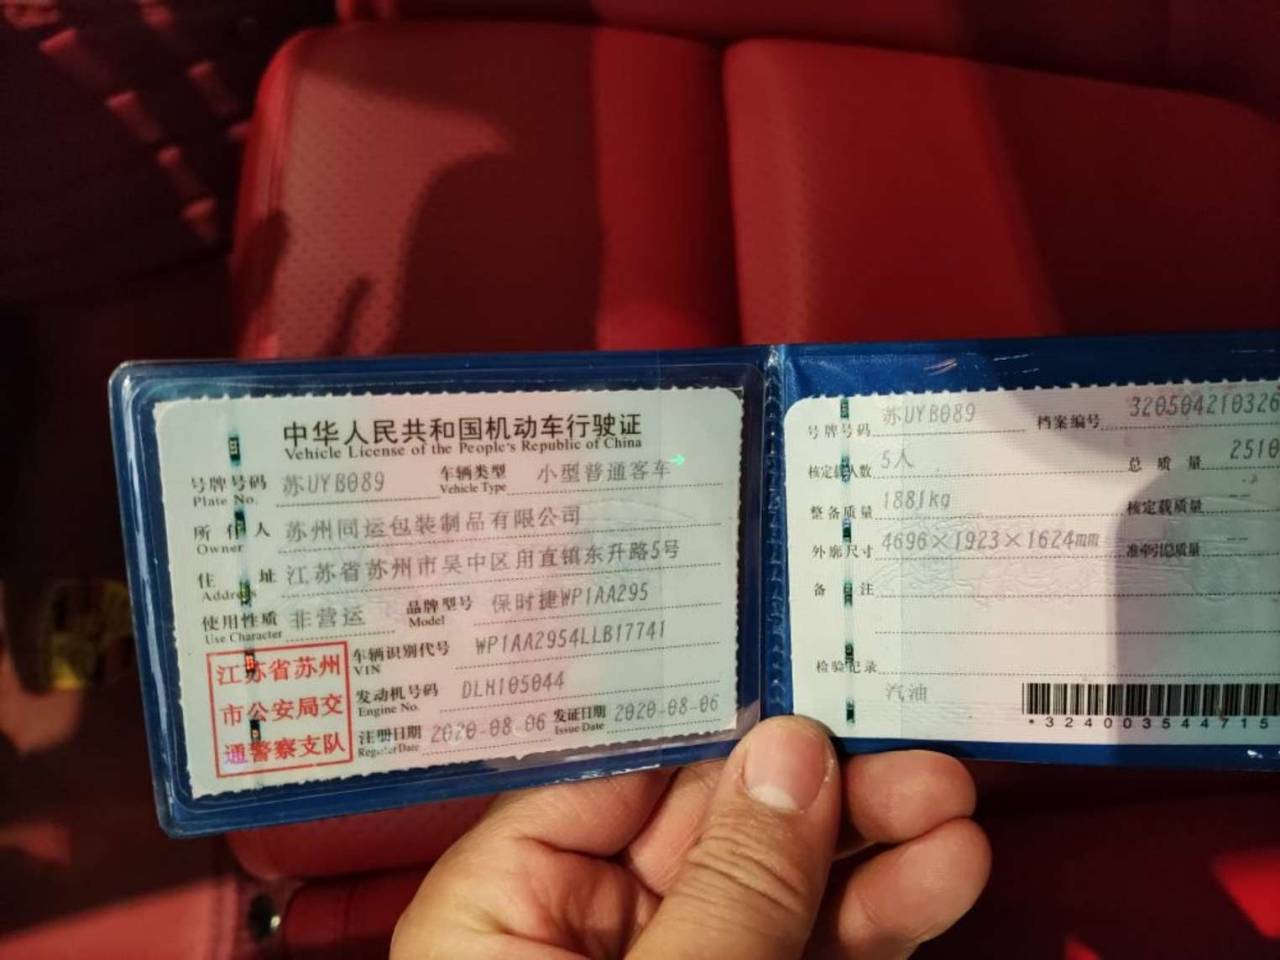 中华人民共和国机动车行驶证
Vehicle License of the People's Republic of China
号牌号码 苏UYB089 车辆类型 小型普通客车
Plate No. Vehicle Type
所有人 苏州同运包装制品有限公司
Owner
住址 江苏省苏州市吴中区甪直镇东升路5号
Address
使用性质 非营运 品牌型号 保时捷WP1AA295
Use Character Model
江苏省苏州
市公安局交
通警察支队
车辆识别代号 WP1AA2954LLB17741
VIN
发动机号码 DLH105044
Engine No.
注册日期 2020-08-06 发证日期 2020-08-06
Register Date Issue Date
号牌号码 苏UYB089 档案编号 320504210326
核定载人数 5人 总质量 2510
整备质量 1881kg 核定载质量 --
外廓尺寸 4696×1923×1624mm 准牵引总质量 --
备注
检验记录
汽油
*324003544715